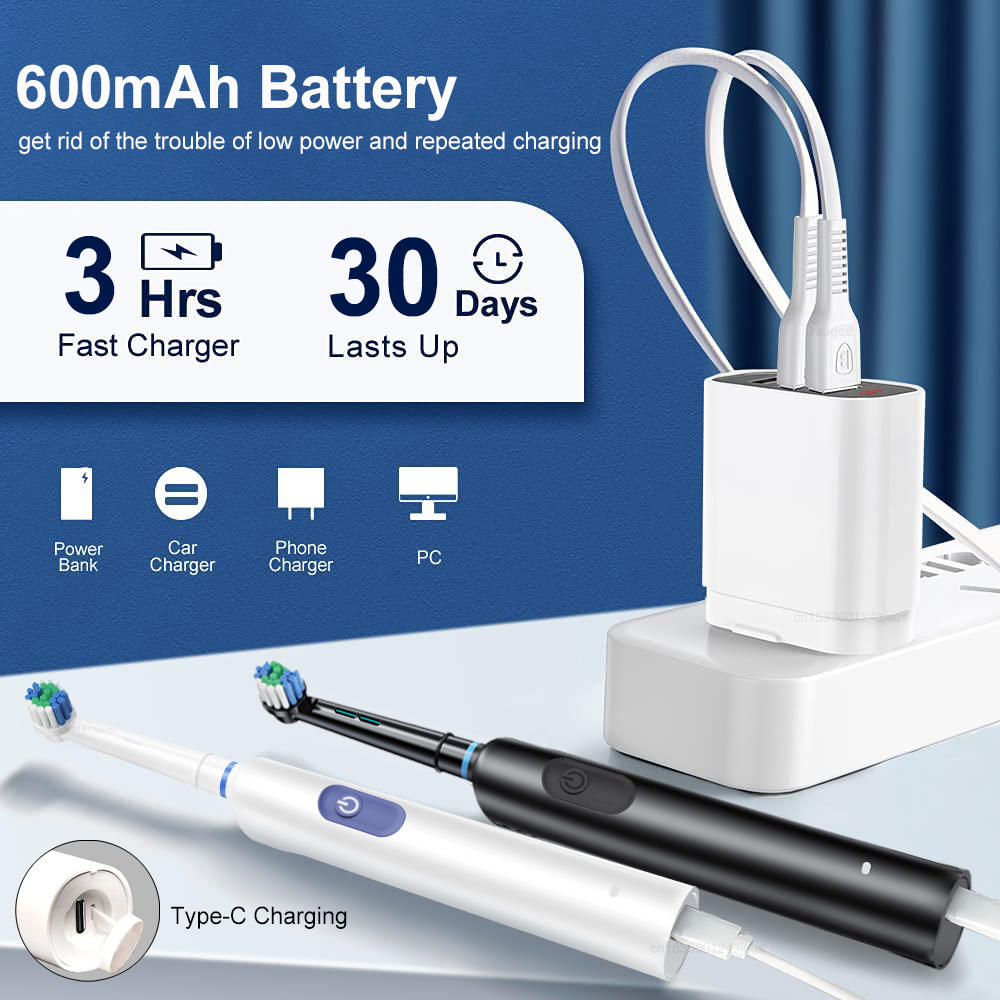 600mAh Battery
get rid of the trouble of low power and repeated charging
3 Hrs
Fast Charger
30 Days
Lasts Up
Power
Bank
Car
Charger
Phone
Charger
PC
Type-C Charging